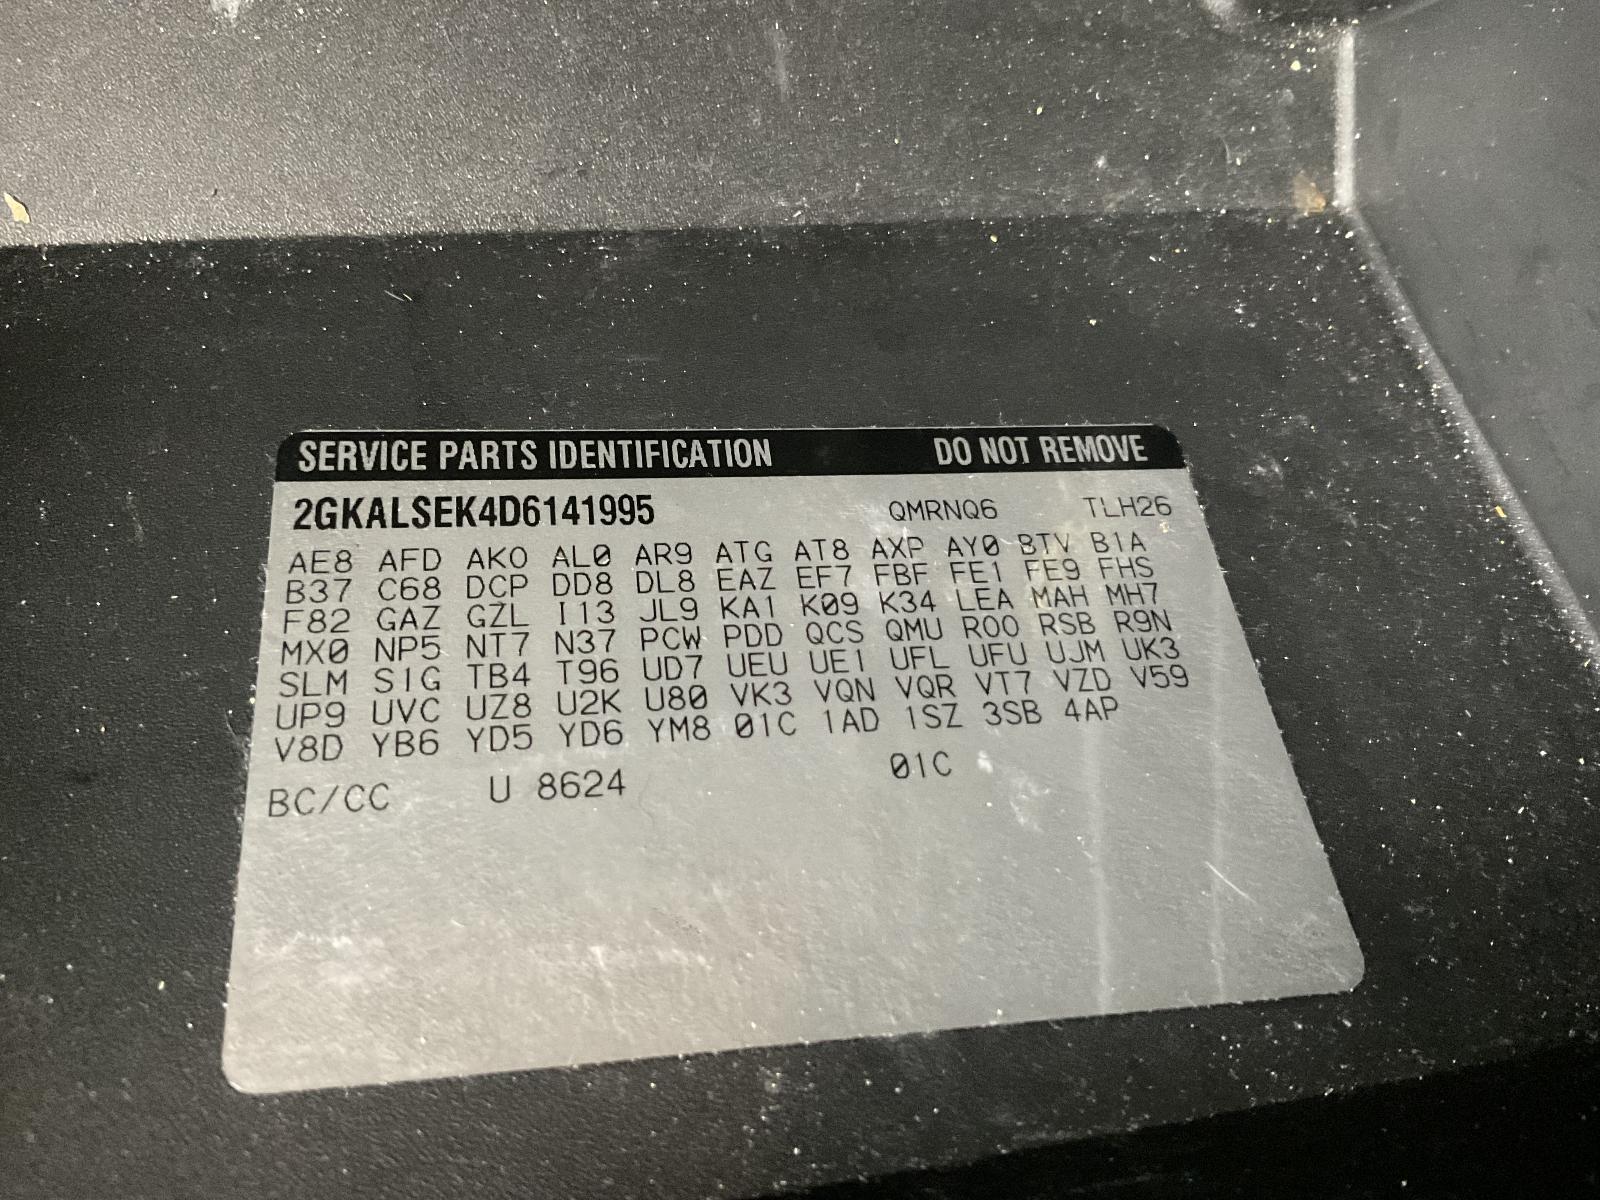 SERVICE PARTS IDENTIFICATION DO NOT REMOVE
2GKALSEK4D6141995 QMRNQ6 TLH26
AE8 AFD AKO AL0 AR9 ATG AT8 AXP AY0 BTV B1A
B37 C68 DCP DD8 DL8 EAZ EF7 FBF FE1 FE9 FHS
F82 GAZ GZL I13 JL9 KA1 K09 K34 LEA MAH MH7
MX0 NP5 NT7 N37 PCW PDD QCS QMU ROO RSB R9N
SLM S1G TB4 T96 UD7 UEU UE1 UFL UFU UJM UK3
UP9 UVC UZ8 U2K U80 VK3 VQN VQR VT7 VZD V59
V8D YB6 YD5 YD6 YM8 01C 1AD 1SZ 3SB 4AP
BC/CC U 8624 01C